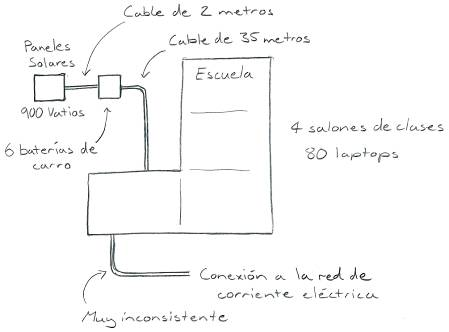 Cable de 2 metros
Cable de 35 metros
Paneles
Solares
900 Vatios
6 baterías de
carro
Escuela
4 salones de clases
80 laptops
Conexión a la red de
corriente eléctrica
Muy inconsistente